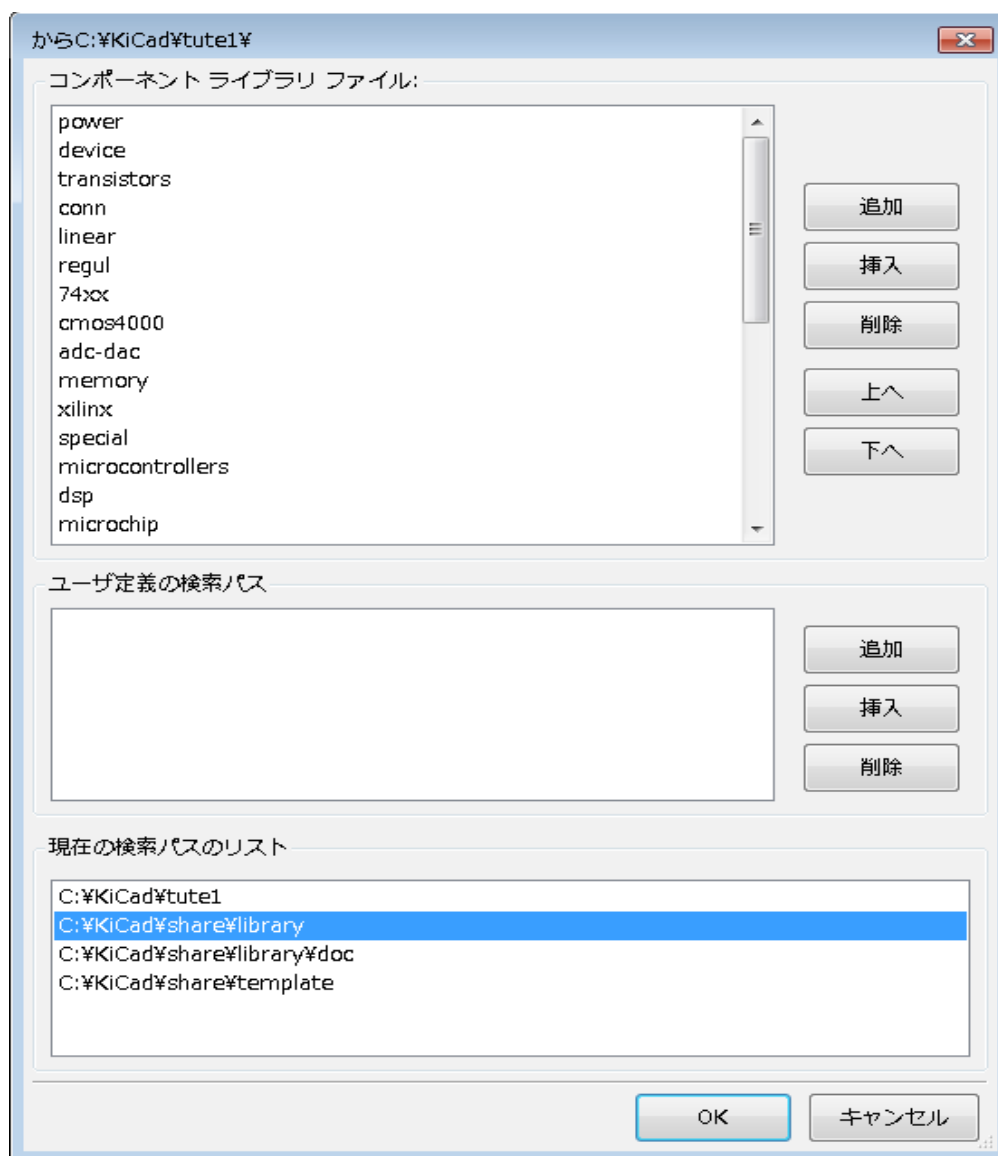 からC:¥KiCad¥tute1¥
コンポーネント ライブラリ ファイル:
power
device
transistors
conn
linear
regul
74xx
cmos4000
adc-dac
memory
xilinx
special
microcontrollers
dsp
microchip
追加
挿入
削除
上へ
下へ
ユーザ定義の検索パス
追加
挿入
削除
現在の検索パスのリスト
C:¥KiCad¥tute1
C:¥KiCad¥share¥library
C:¥KiCad¥share¥library¥doc
C:¥KiCad¥share¥template
OK
キャンセル